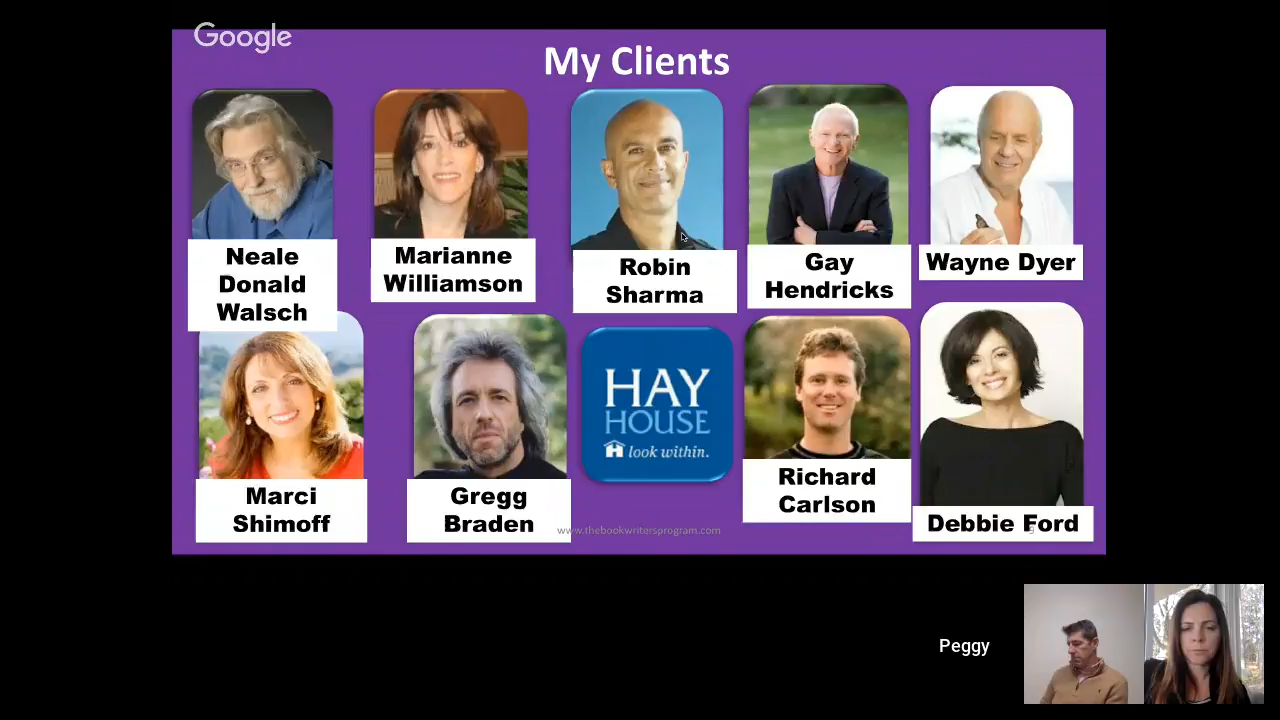 Google
My Clients
Neale
Donald
Walsch
Marianne
Williamson
Robin
Sharma
Gay
Hendricks
Wayne Dyer
Marci
Shimoff
Gregg
Braden
HAY
HOUSE
look within.
Richard
Carlson
Debbie Ford
www.thebookwritersprogram.com
Peggy